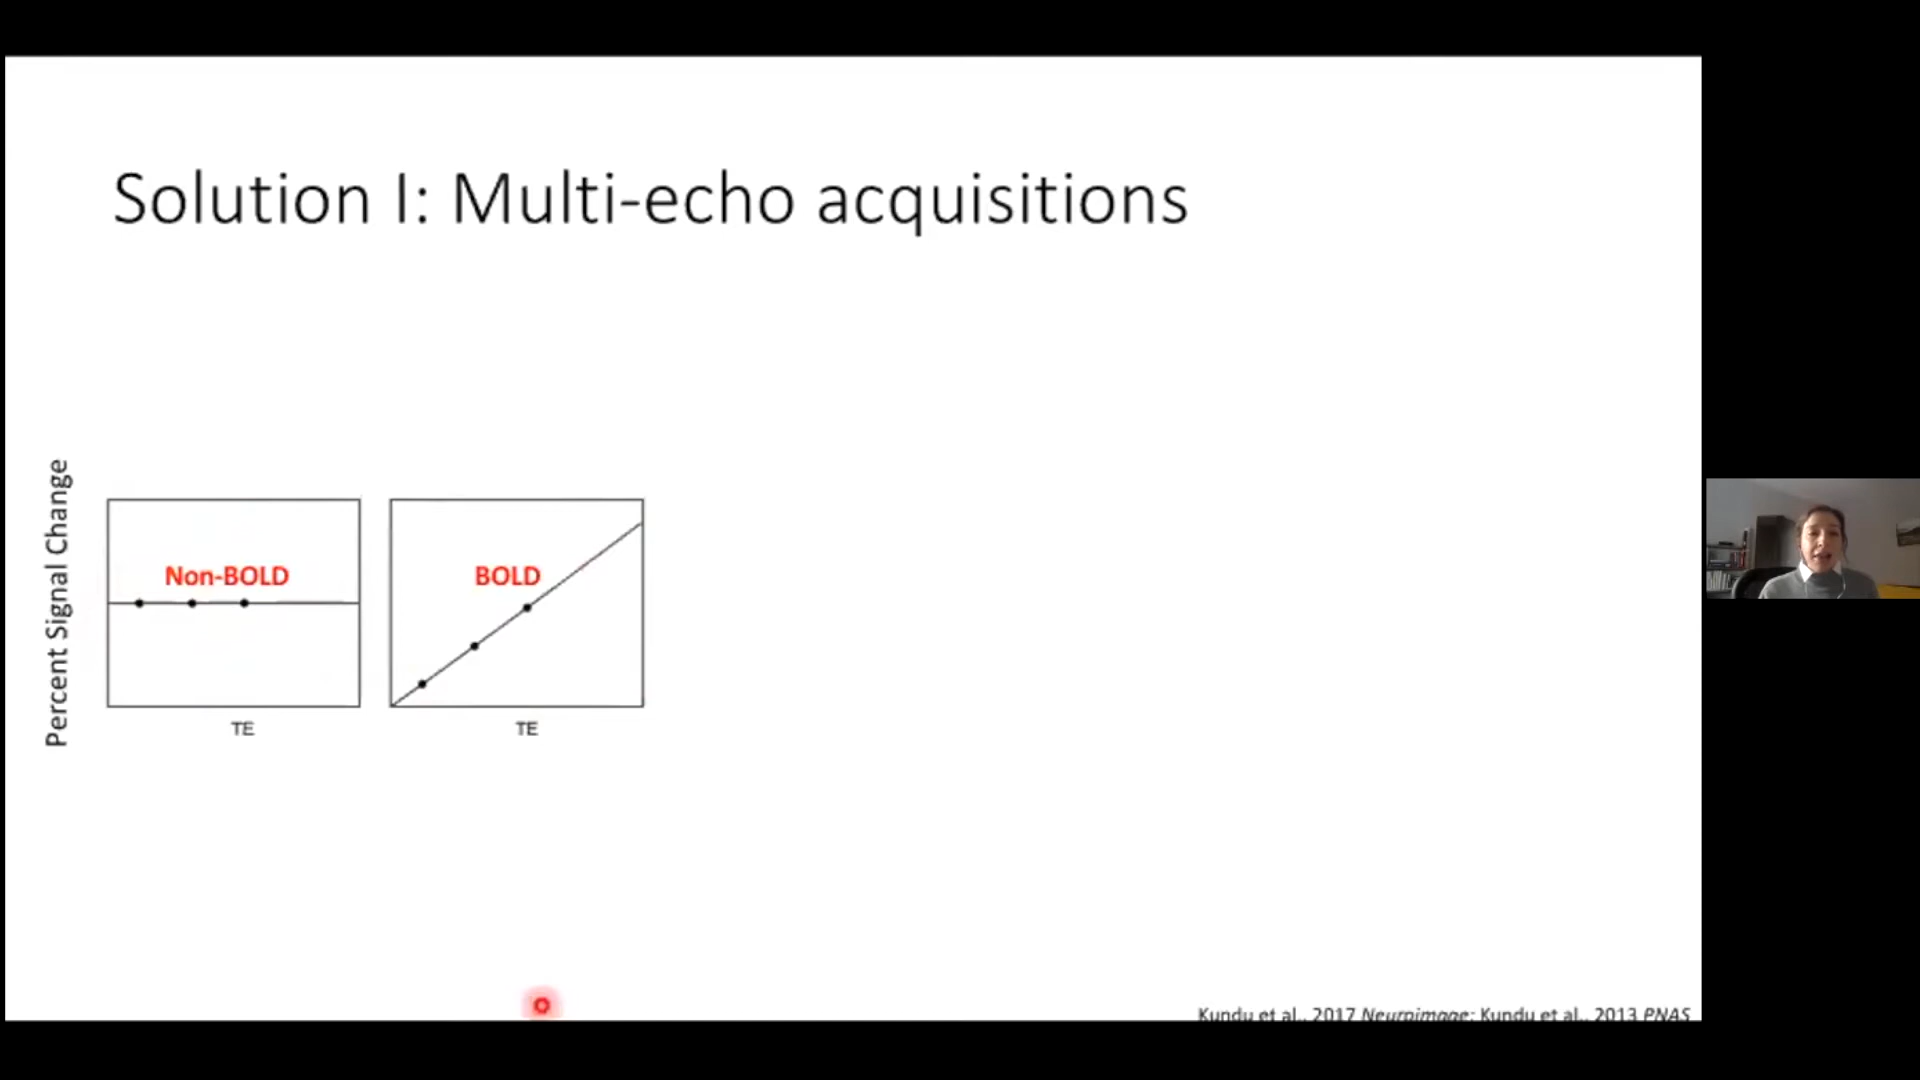 Solution I: Multi-echo acquisitions
Percent Signal Change
Non-BOLD
BOLD
TE
TE
Kundu et al., 2017 Neuroimage; Kundu et al., 2013 PNAS